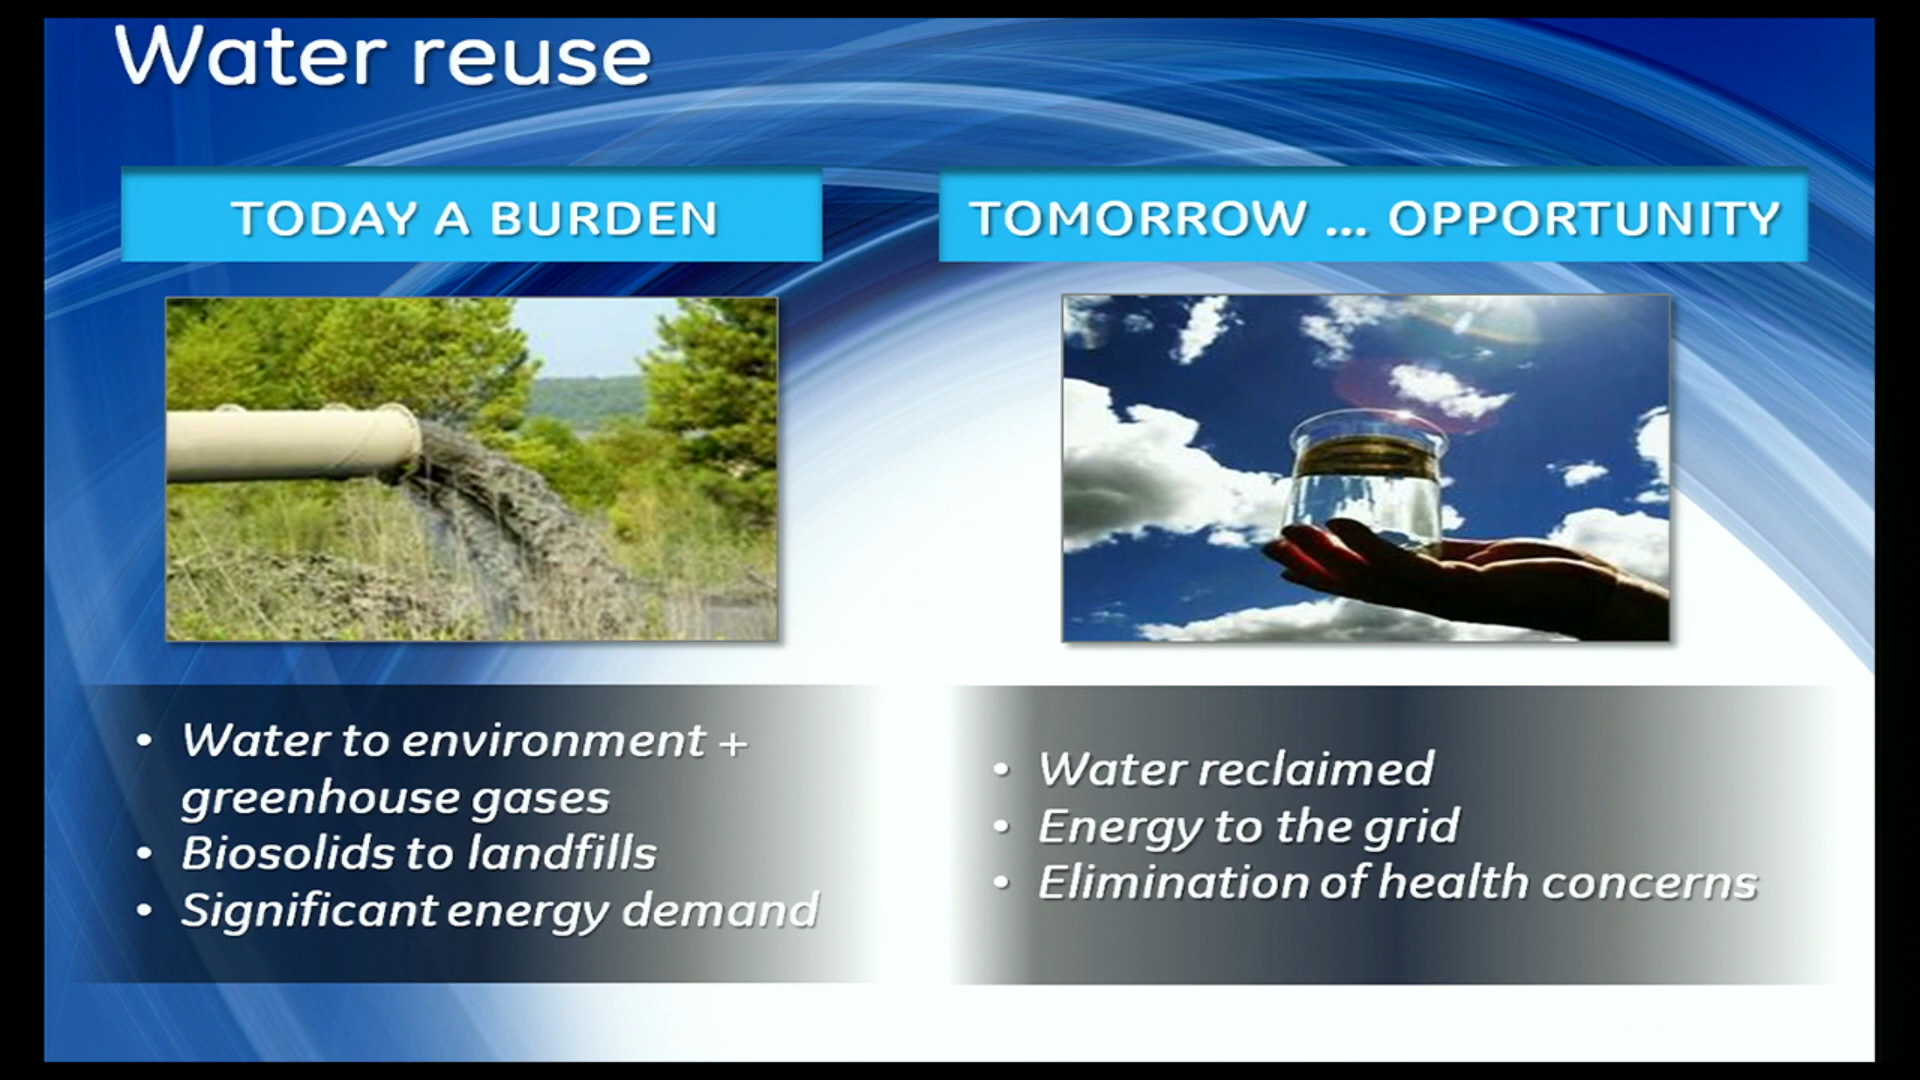 Water reuse
TODAY A BURDEN
TOMORROW ... OPPORTUNITY
• Water to environment +
greenhouse gases
• Biosolids to landfills
• Significant energy demand
• Water reclaimed
• Energy to the grid
• Elimination of health concerns